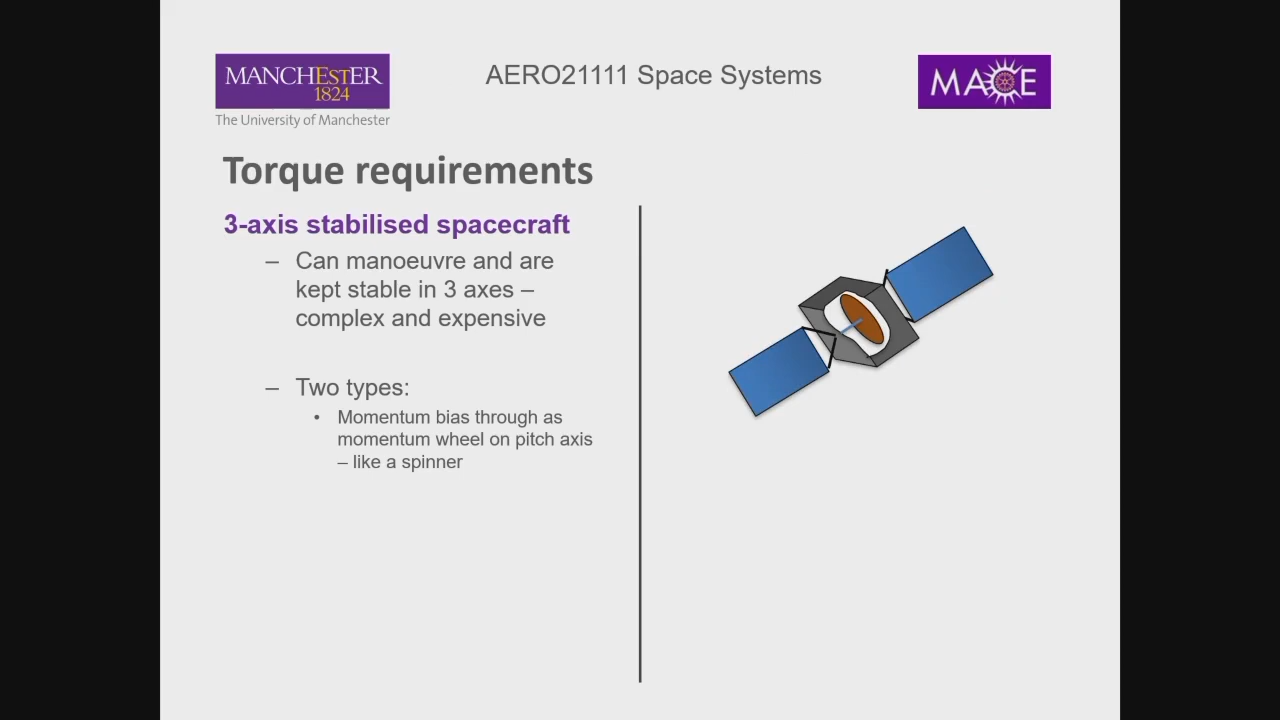 MANCHESTER
1824
The University of Manchester
AERO21111 Space Systems
MACE
Torque requirements
3-axis stabilised spacecraft
– Can manoeuvre and are
kept stable in 3 axes –
complex and expensive
– Two types:
• Momentum bias through as
momentum wheel on pitch axis
– like a spinner